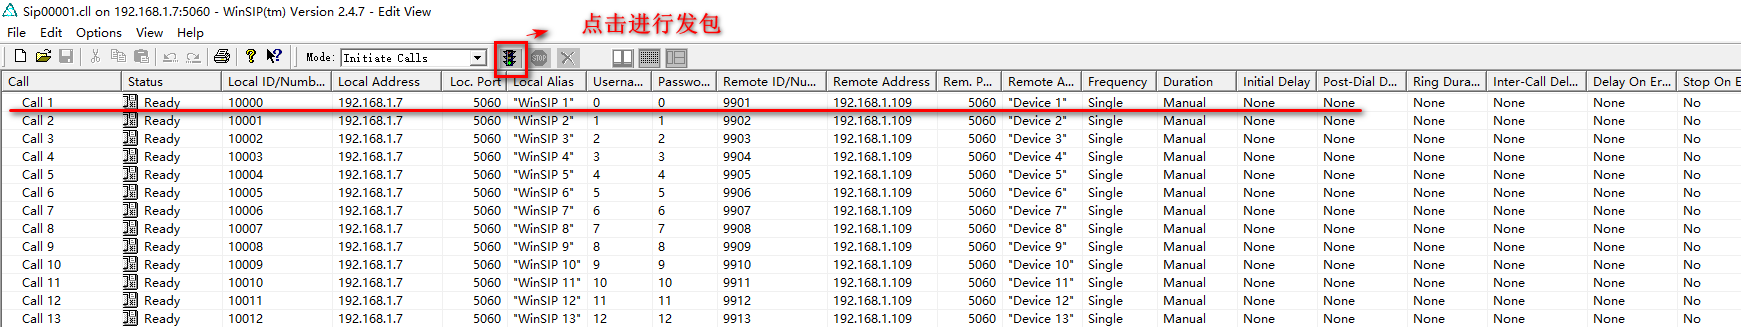 Sip00001.cll on 192.168.1.7:5060 - WinSIP(tm) Version 2.4.7 - Edit View
点击进行发包
File Edit Options View Help
Mode: Initiate Calls STOP
Call Status Local ID/Numb... Local Address Loc. Port Local Alias Userna... Passwo... Remote ID/Nu... Remote Address Rem. P... Remote A... Frequency Duration Initial Delay Post-Dial D... Ring Dura... Inter-Call Del... Delay On Er... Stop On E
Call 1 Ready 10000 192.168.1.7 5060 "WinSIP 1" 0 0 9901 192.168.1.109 5060 "Device 1" Single Manual None None None None None No
Call 2 Ready 10001 192.168.1.7 5060 "WinSIP 2" 1 1 9902 192.168.1.109 5060 "Device 2" Single Manual None None None None None No
Call 3 Ready 10002 192.168.1.7 5060 "WinSIP 3" 2 2 9903 192.168.1.109 5060 "Device 3" Single Manual None None None None None No
Call 4 Ready 10003 192.168.1.7 5060 "WinSIP 4" 3 3 9904 192.168.1.109 5060 "Device 4" Single Manual None None None None None No
Call 5 Ready 10004 192.168.1.7 5060 "WinSIP 5" 4 4 9905 192.168.1.109 5060 "Device 5" Single Manual None None None None None No
Call 6 Ready 10005 192.168.1.7 5060 "WinSIP 6" 5 5 9906 192.168.1.109 5060 "Device 6" Single Manual None None None None None No
Call 7 Ready 10006 192.168.1.7 5060 "WinSIP 7" 6 6 9907 192.168.1.109 5060 "Device 7" Single Manual None None None None None No
Call 8 Ready 10007 192.168.1.7 5060 "WinSIP 8" 7 7 9908 192.168.1.109 5060 "Device 8" Single Manual None None None None None No
Call 9 Ready 10008 192.168.1.7 5060 "WinSIP 9" 8 8 9909 192.168.1.109 5060 "Device 9" Single Manual None None None None None No
Call 10 Ready 10009 192.168.1.7 5060 "WinSIP 10" 9 9 9910 192.168.1.109 5060 "Device 10" Single Manual None None None None None No
Call 11 Ready 10010 192.168.1.7 5060 "WinSIP 11" 10 10 9911 192.168.1.109 5060 "Device 11" Single Manual None None None None None No
Call 12 Ready 10011 192.168.1.7 5060 "WinSIP 12" 11 11 9912 192.168.1.109 5060 "Device 12" Single Manual None None None None None No
Call 13 Ready 10012 192.168.1.7 5060 "WinSIP 13" 12 12 9913 192.168.1.109 5060 "Device 13" Single Manual None None None None None No